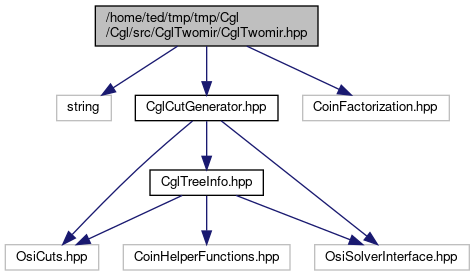 /home/ted/tmp/tmp/Cgl
/Cgl/src/CglTwomir/CglTwomir.hpp
string
CglCutGenerator.hpp
CoinFactorization.hpp
CglTreeInfo.hpp
OsiCuts.hpp
CoinHelperFunctions.hpp
OsiSolverInterface.hpp